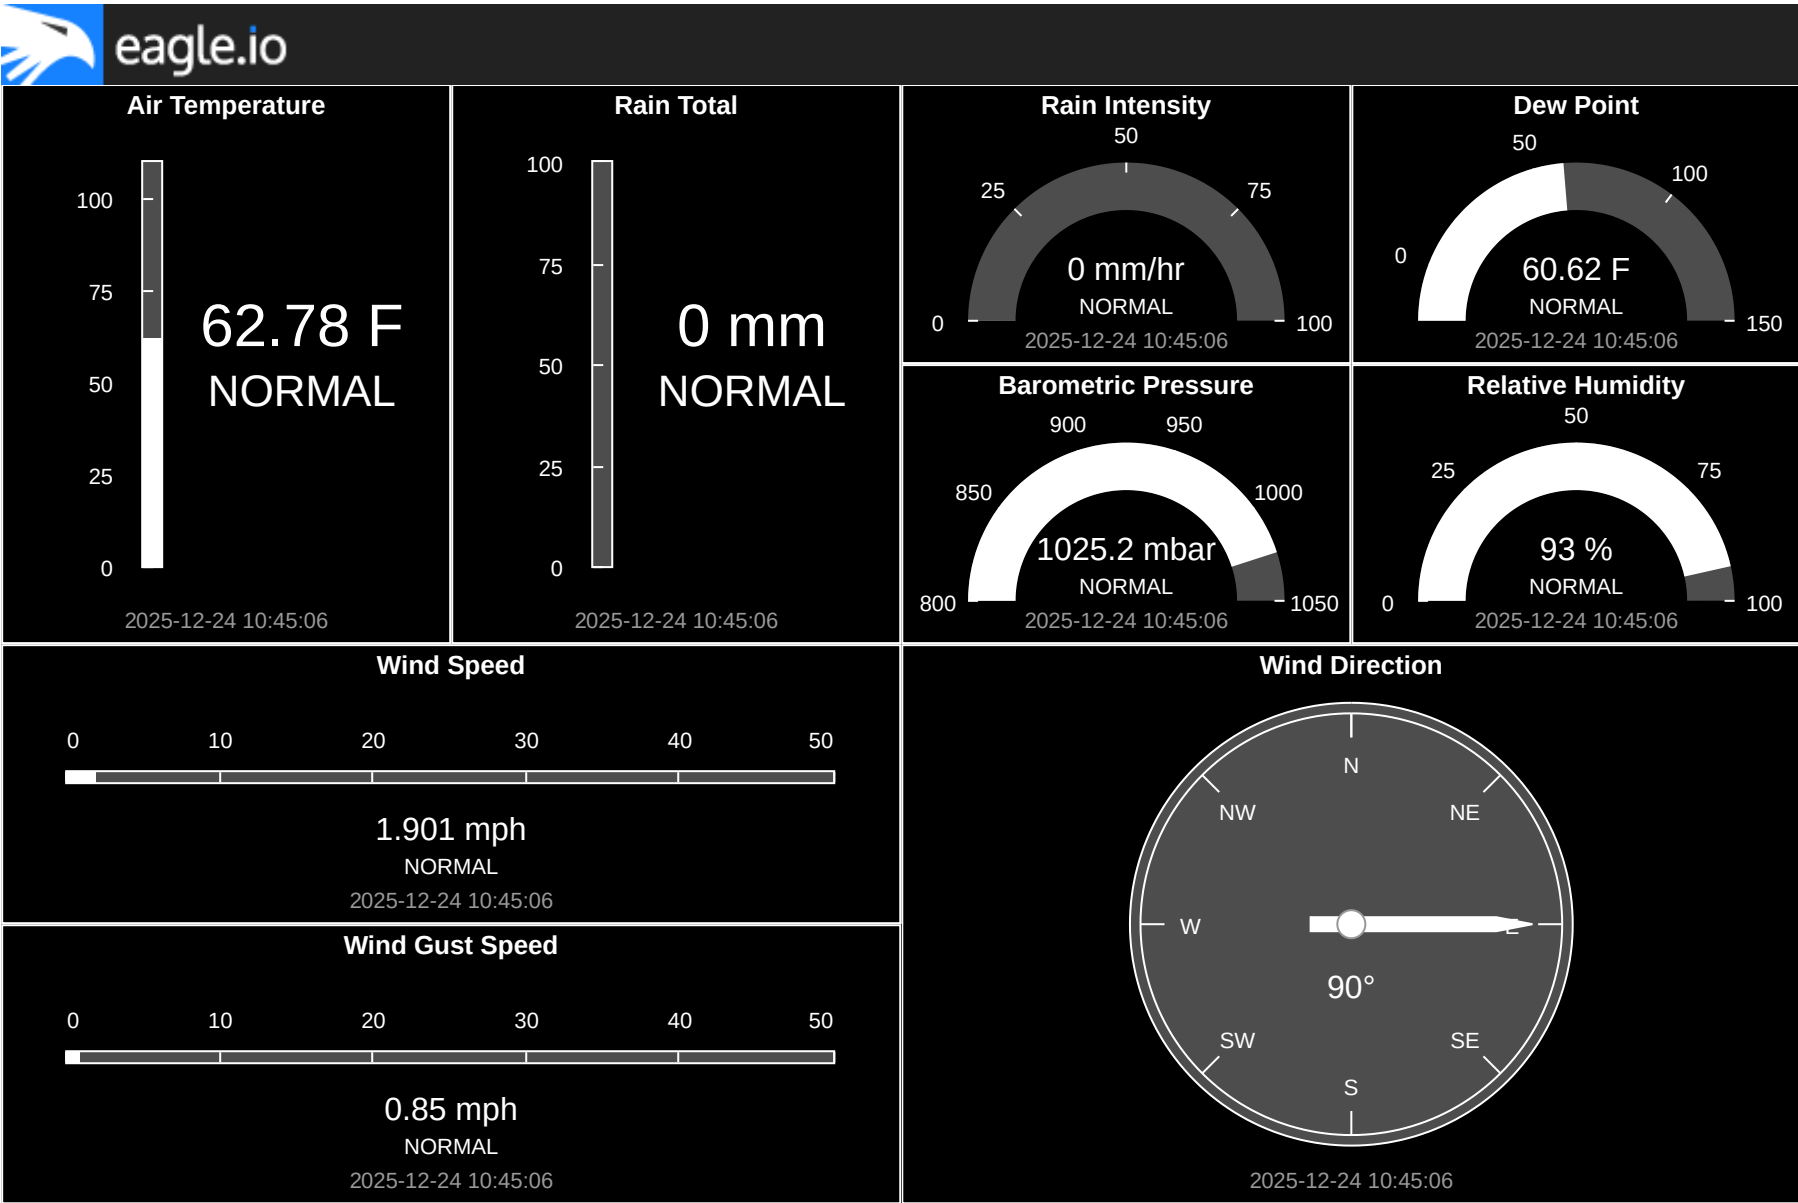 eagle.io
Air Temperature
100
75
50
25
0
62.78 F
NORMAL
2025-12-24 10:45:06
Rain Total
100
75
50
25
0
0 mm
NORMAL
2025-12-24 10:45:06
Rain Intensity
50
25
75
0
100
0 mm/hr
NORMAL
2025-12-24 10:45:06
Dew Point
50
100
0
150
60.62 F
NORMAL
2025-12-24 10:45:06
Barometric Pressure
900
950
850
1000
800
1050
1025.2 mbar
NORMAL
2025-12-24 10:45:06
Relative Humidity
50
25
75
0
100
93 %
NORMAL
2025-12-24 10:45:06
Wind Speed
0 10 20 30 40 50
1.901 mph
NORMAL
2025-12-24 10:45:06
Wind Gust Speed
0 10 20 30 40 50
0.85 mph
NORMAL
2025-12-24 10:45:06
Wind Direction
N
NW
NE
W
E
90°
SW
SE
S
2025-12-24 10:45:06